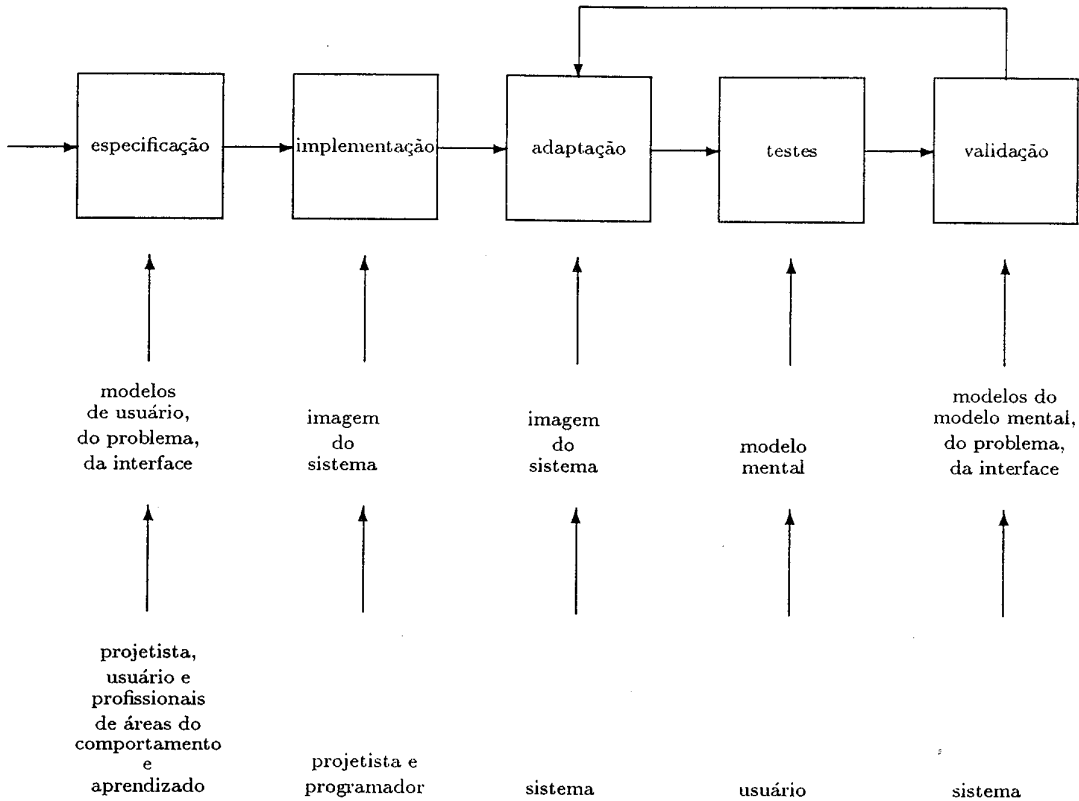 especificação
implementação
adaptação
testes
validação
modelos
de usuário,
do problema,
da interface
imagem
do
sistema
imagem
do
sistema
modelo
mental
modelos do
modelo mental,
do problema,
da interface
projetista,
usuário e
profissionais
de áreas do
comportamento
e
aprendizado
projetista e
programador
sistema
usuário
sistema